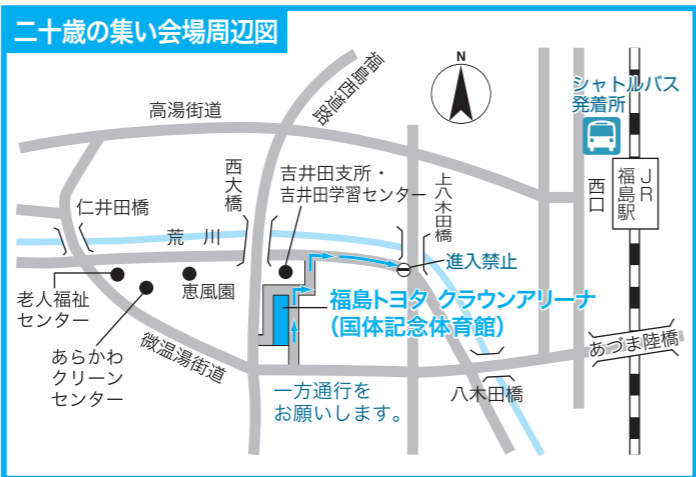 二十歳の集い会場周辺図
N
福島西道路
シャトルバス
発着所
高湯街道
西大橋
吉井田支所・
吉井田学習センター
上八木田橋
西口
JR
福島駅
仁井田橋
荒川
進入禁止
老人福祉
センター
恵風園
福島トヨタ クラウンアリーナ
（国体記念体育館）
あらかわ
クリーン
センター
微温湯街道
あづま陸橋
一方通行を
お願いします。
八木田橋